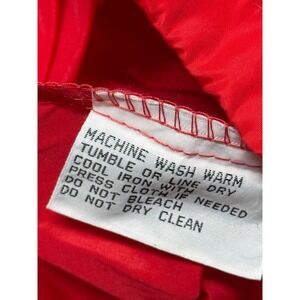 MACHINE WASH WARM
TUMBLE OR LINE DRY
COOL IRON WITH
PRESS CLOTH IF NEEDED
DO NOT BLEACH
DO NOT DRY CLEAN